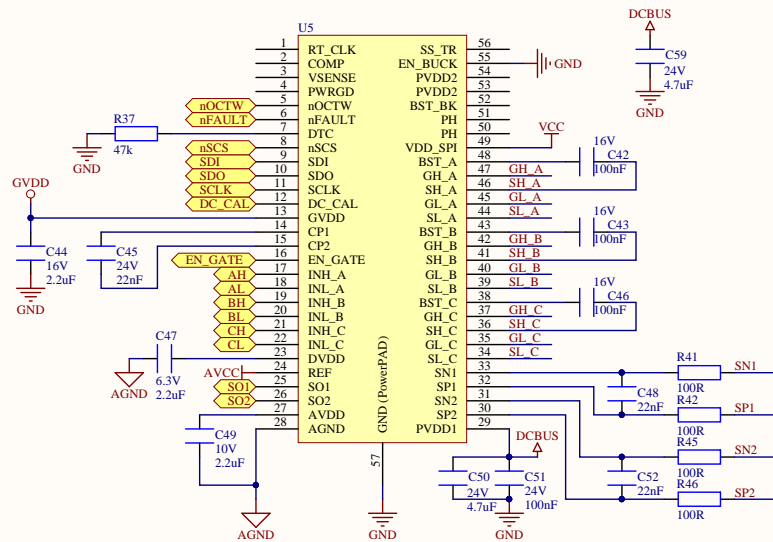 U5
1 RT_CLK SS_TR 56
2 COMP EN_BUCK 55 GND
3 VSENSE PVDD2 54
4 PWRGD PVDD2 53
nOCTW 5 nOCTW BST_BK 52
nFAULT 6 nFAULT PH 51
R37 47k GND 7 DTC PH 50
nSCS 8 nSCS VDD_SPI 49 VCC
SDI 9 SDI BST_A 48
SDO 10 SDO GH_A 47 GH_A
SCLK 11 SCLK SH_A 46 SH_A
DC_CAL 12 DC_CAL GL_A 45 GL_A
GVDD 13 GVDD SL_A 44 SL_A
14 CP1 BST_B 43
15 CP2 GH_B 42 GH_B
EN_GATE 16 EN_GATE SH_B 41 SH_B
AH 17 INH_A GL_B 40 GL_B
AL 18 INL_A SL_B 39 SL_B
BH 19 INH_B BST_C 38
BL 20 INL_B GH_C 37 GH_C
CH 21 INH_C SH_C 36 SH_C
CL 22 INL_C GL_C 35 GL_C
23 DVDD SL_C 34 SL_C
AVCC 24 REF SN1 33
SO1 25 SO1 SP1 32
SO2 26 SO2 SN2 31
27 AVDD SP2 30
28 AGND PVDD1 29
GND (PowerPAD)
57
GND
DCBUS
C59
24V
4.7uF
GND
16V
C42
100nF
16V
C43
100nF
16V
C46
100nF
C44
16V
2.2uF
GND
C45
24V
22nF
C47
6.3V
2.2uF
AGND
C49
10V
2.2uF
AGND
R41
100R
SN1
C48
22nF
R42
100R
SP1
R45
100R
SN2
C52
22nF
R46
100R
SP2
DCBUS
C50
24V
4.7uF
C51
24V
100nF
GND